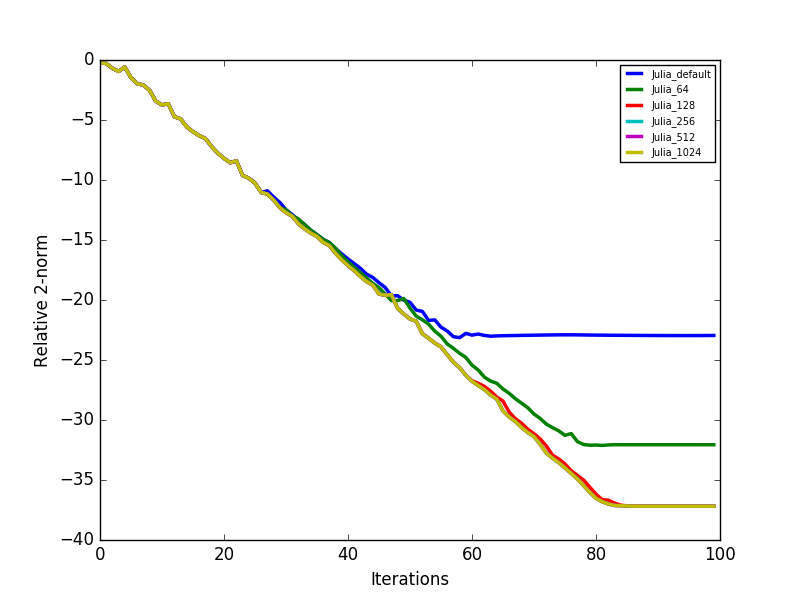 Relative 2-norm
0
−5
−10
−15
−20
−25
−30
−35
−40
0 20 40 60 80 100
Iterations
Julia_default
Julia_64
Julia_128
Julia_256
Julia_512
Julia_1024